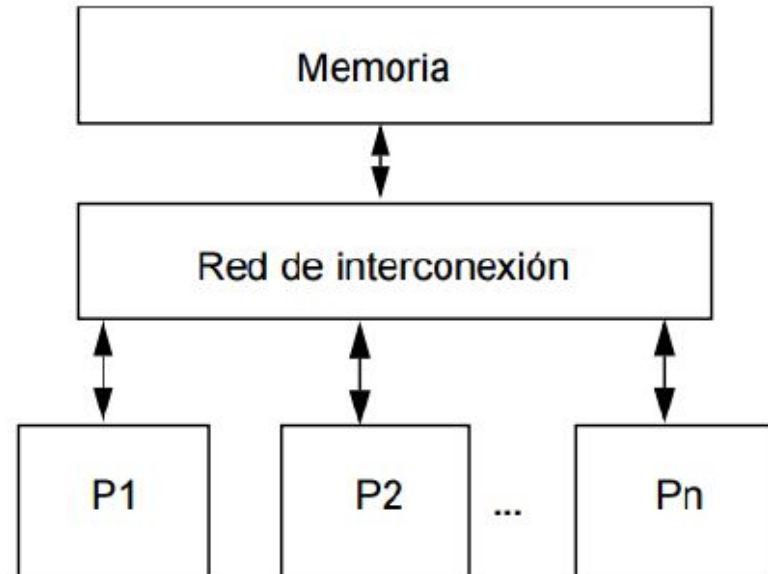 Memoria
Red de interconexión
P1 P2 ... Pn